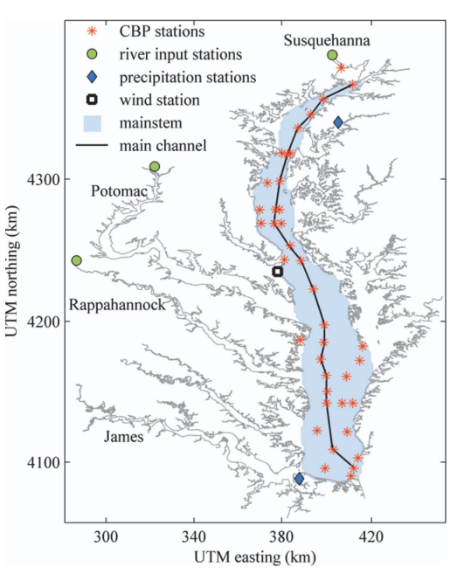 CBP stations
river input stations
precipitation stations
wind station
mainstem
main channel
Susquehanna
4300
Potomac
Rappahannock
4200
James
4100
UTM northing (km)
300 340 380 420
UTM easting (km)